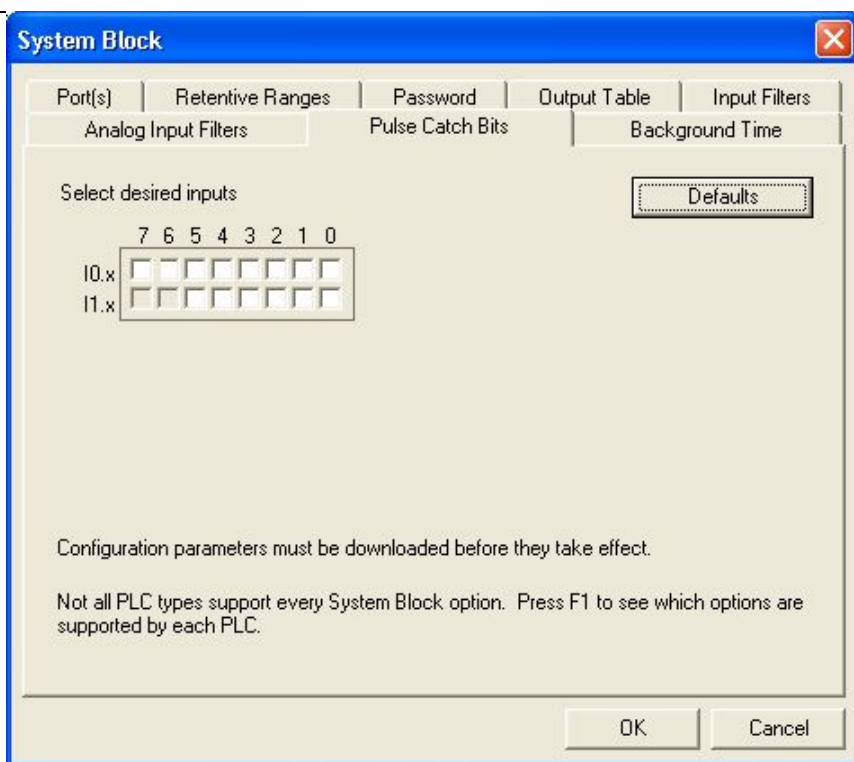 System Block
Port(s) Retentive Ranges Password Output Table Input Filters
Analog Input Filters Pulse Catch Bits Background Time
Select desired inputs
Defaults
7 6 5 4 3 2 1 0
I0.x
I1.x
Configuration parameters must be downloaded before they take effect.
Not all PLC types support every System Block option. Press F1 to see which options are
supported by each PLC.
OK Cancel